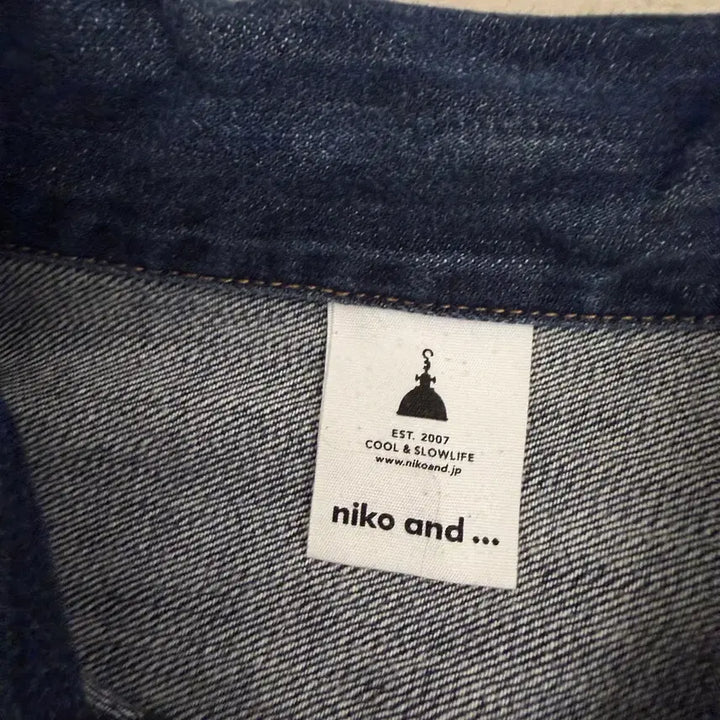 EST. 2007
COOL & SLOWLIFE
www.nikoand.jp
niko and ...